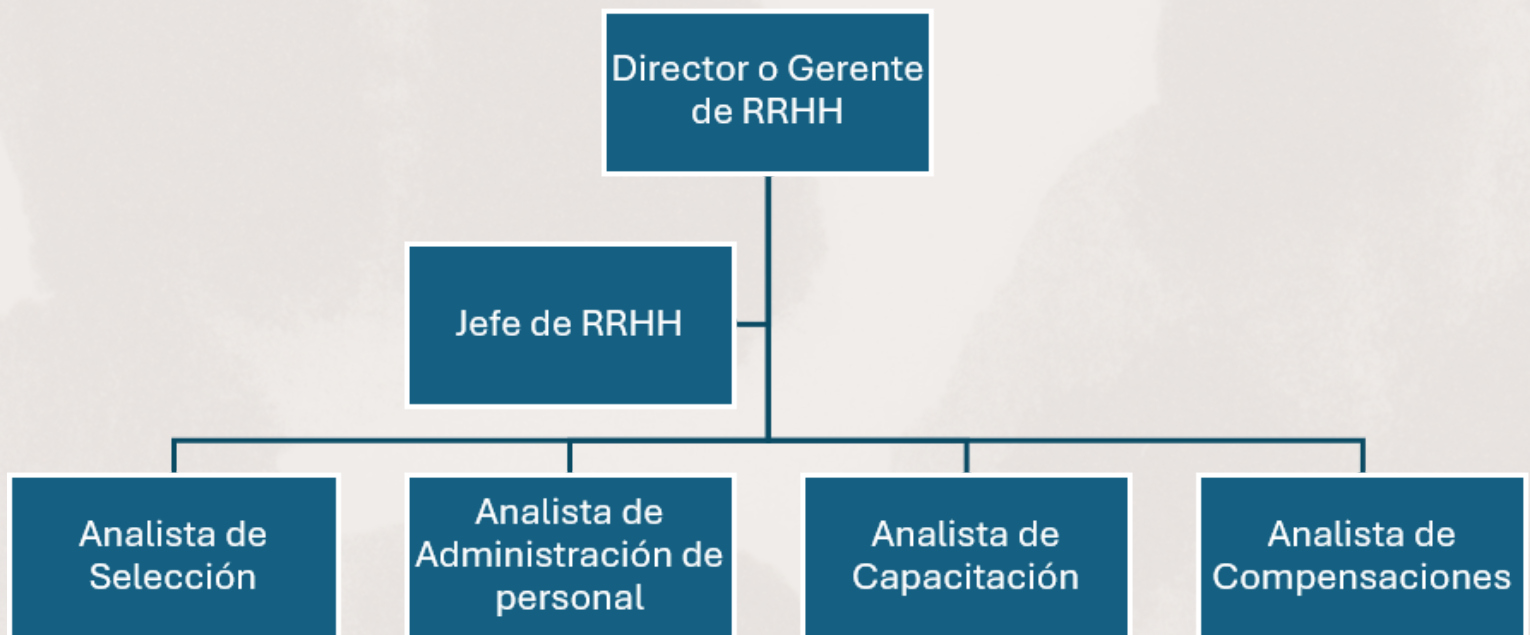 Director o Gerente
de RRHH
Jefe de RRHH
Analista de
Selección
Analista de
Administración de
personal
Analista de
Capacitación
Analista de
Compensaciones